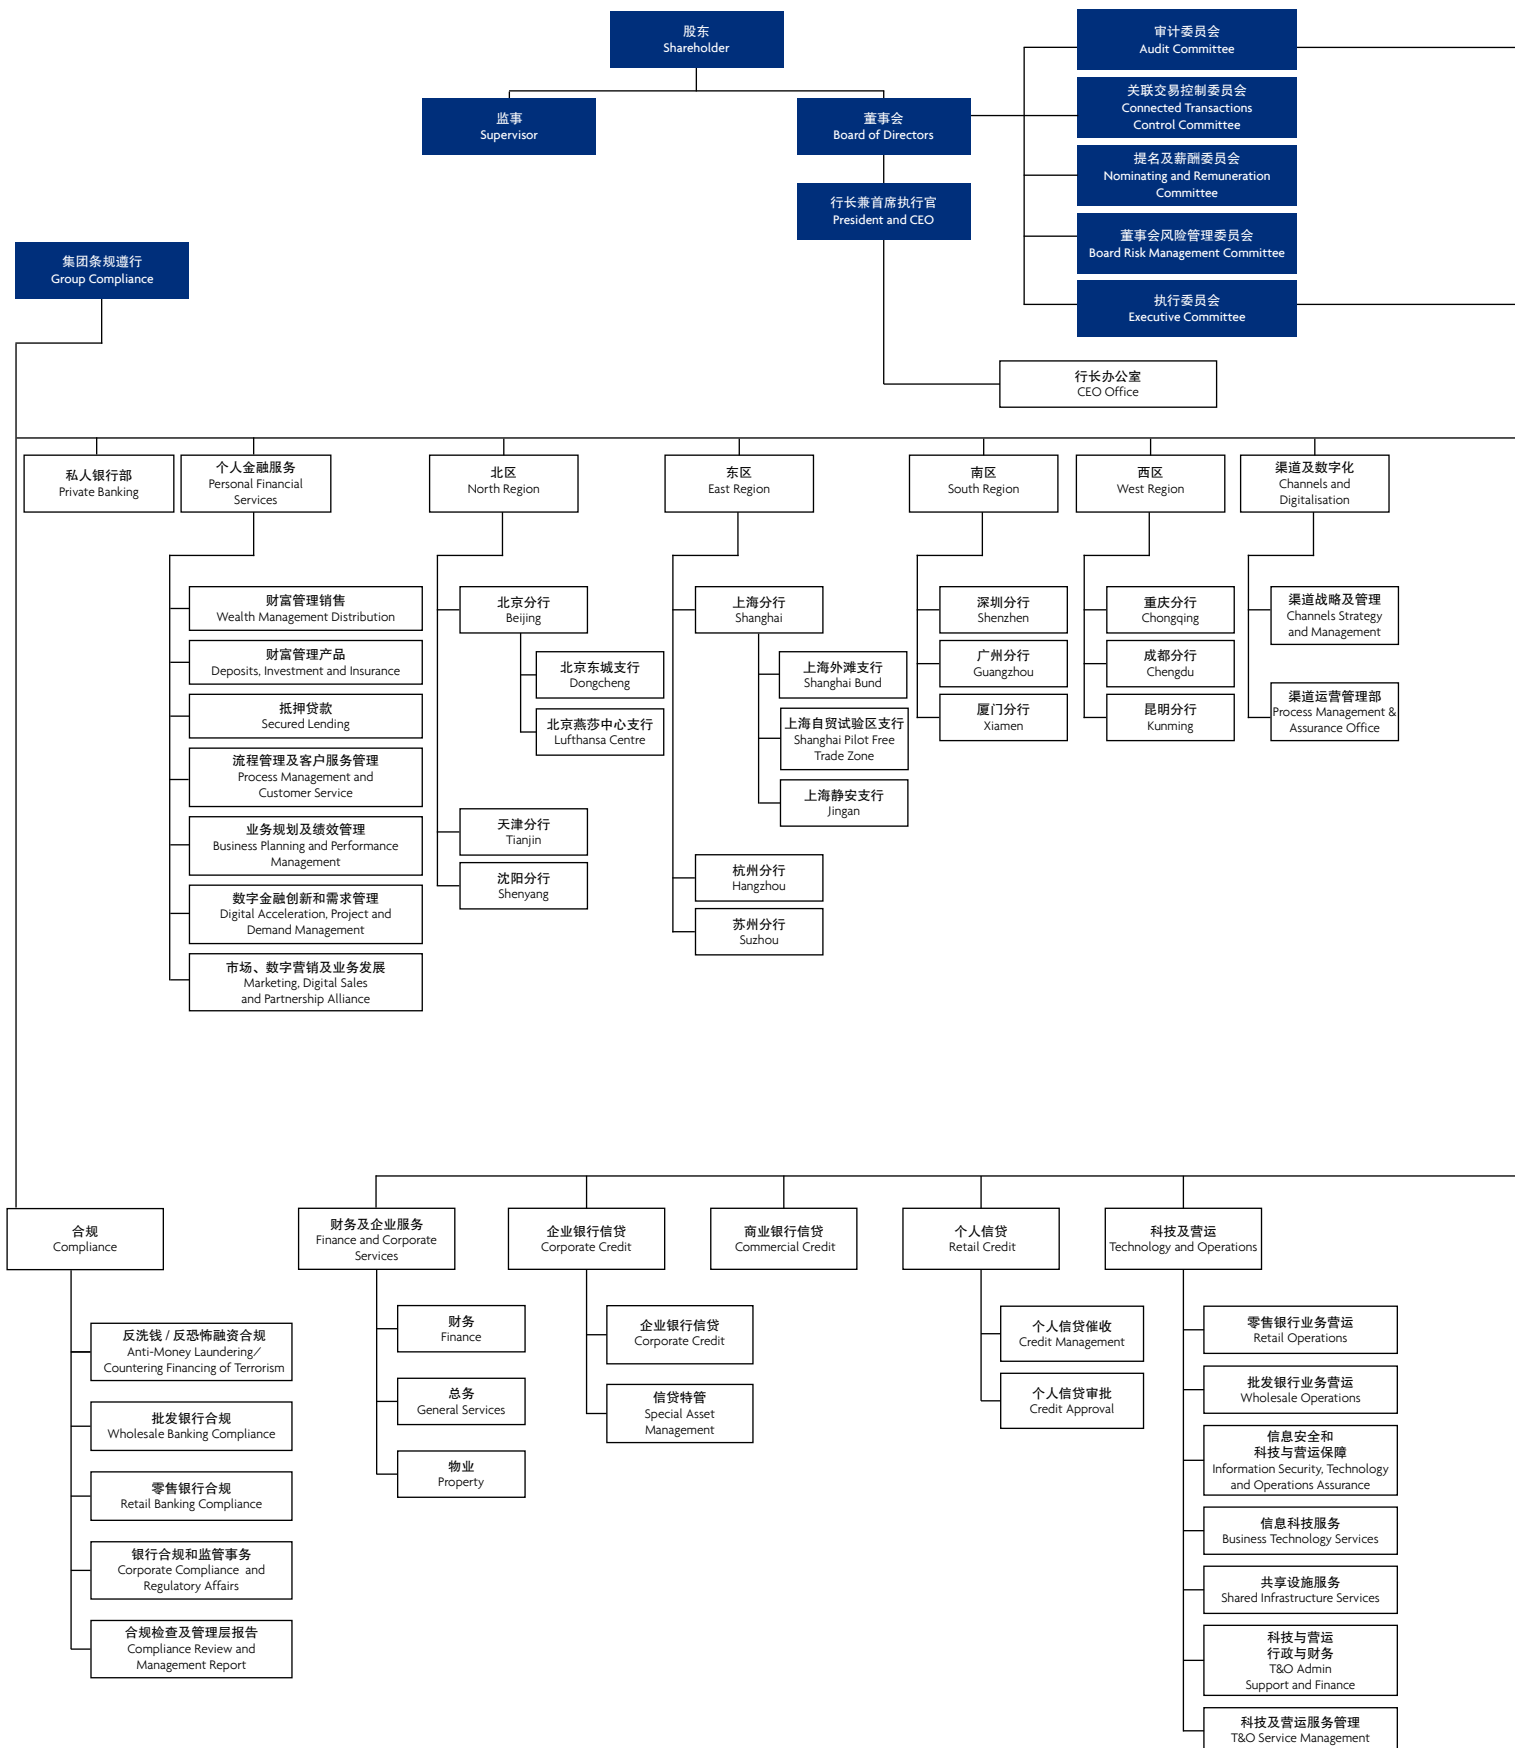 股东
Shareholder
审计委员会
Audit Committee
关联交易控制委员会
Connected Transactions
Control Committee
监事
Supervisor
董事会
Board of Directors
提名及薪酬委员会
Nominating and Remuneration
Committee
行长兼首席执行官
President and CEO
董事会风险管理委员会
Board Risk Management Committee
集团条规遵行
Group Compliance
执行委员会
Executive Committee
行长办公室
CEO Office
私人银行部
Private Banking
个人金融服务
Personal Financial
Services
北区
North Region
东区
East Region
南区
South Region
西区
West Region
渠道及数字化
Channels and
Digitalisation
财富管理销售
Wealth Management Distribution
财富管理产品
Deposits, Investment and Insurance
抵押贷款
Secured Lending
流程管理及客户服务管理
Process Management and
Customer Service
业务规划及绩效管理
Business Planning and Performance
Management
数字金融创新和需求管理
Digital Acceleration, Project and
Demand Management
市场、数字营销及业务发展
Marketing, Digital Sales
and Partnership Alliance
北京分行
Beijing
北京东城支行
Dongcheng
北京燕莎中心支行
Lufthansa Centre
天津分行
Tianjin
沈阳分行
Shenyang
上海分行
Shanghai
上海外滩支行
Shanghai Bund
上海自贸试验区支行
Shanghai Pilot Free
Trade Zone
上海静安支行
Jingan
杭州分行
Hangzhou
苏州分行
Suzhou
深圳分行
Shenzhen
广州分行
Guangzhou
厦门分行
Xiamen
重庆分行
Chongqing
成都分行
Chengdu
昆明分行
Kunming
渠道战略及管理
Channels Strategy
and Management
渠道运营管理部
Process Management &
Assurance Office
合规
Compliance
财务及企业服务
Finance and Corporate
Services
企业银行信贷
Corporate Credit
商业银行信贷
Commercial Credit
个人信贷
Retail Credit
科技及营运
Technology and Operations
反洗钱 / 反恐怖融资合规
Anti-Money Laundering/
Countering Financing of Terrorism
批发银行合规
Wholesale Banking Compliance
零售银行合规
Retail Banking Compliance
银行合规和监管事务
Corporate Compliance and
Regulatory Affairs
合规检查及管理层报告
Compliance Review and
Management Report
财务
Finance
总务
General Services
物业
Property
企业银行信贷
Corporate Credit
信贷特管
Special Asset
Management
个人信贷催收
Credit Management
个人信贷审批
Credit Approval
零售银行业务营运
Retail Operations
批发银行业务营运
Wholesale Operations
信息安全和
科技与营运保障
Information Security, Technology
and Operations Assurance
信息科技服务
Business Technology Services
共享设施服务
Shared Infrastructure Services
科技与营运
行政与财务
T&O Admin
Support and Finance
科技及营运服务管理
T&O Service Management